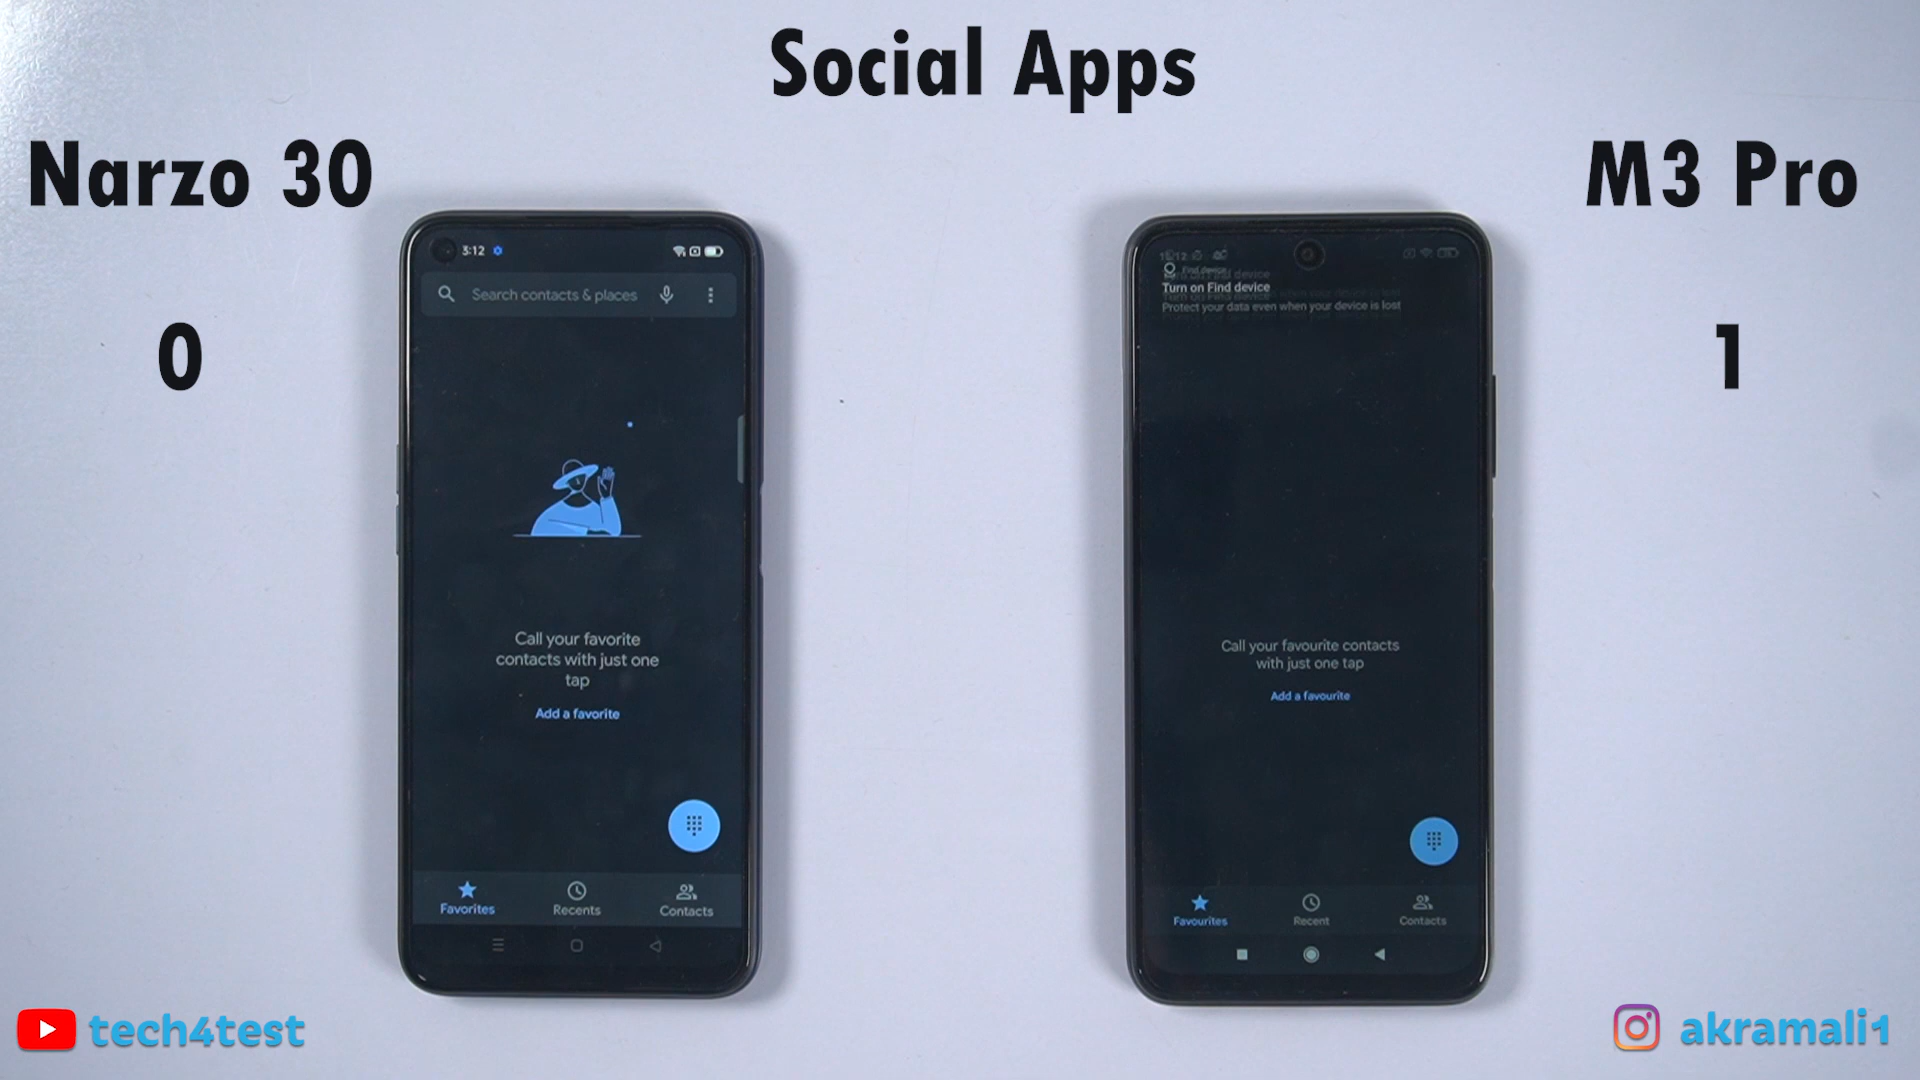 Social Apps
Narzo 30
M3 Pro
0
1
3:12
Search contacts & places
Call your favorite
contacts with just one
tap
Add a favorite
Favorites
Recents
Contacts
Find device
Turn on Find device
Protect your data even when your device is lost
Call your favourite contacts
with just one tap
Add a favourite
Favourites
Recent
Contacts
tech4test
akramali1